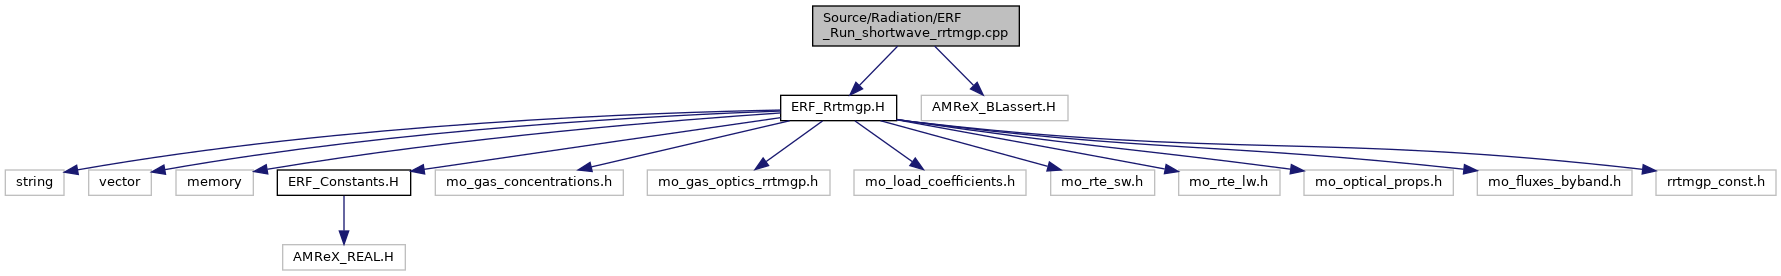 Source/Radiation/ERF
_Run_shortwave_rrtmgp.cpp
ERF_Rrtmgp.H
AMReX_BLassert.H
string
vector
memory
ERF_Constants.H
mo_gas_concentrations.h
mo_gas_optics_rrtmgp.h
mo_load_coefficients.h
mo_rte_sw.h
mo_rte_lw.h
mo_optical_props.h
mo_fluxes_byband.h
rrtmgp_const.h
AMReX_REAL.H